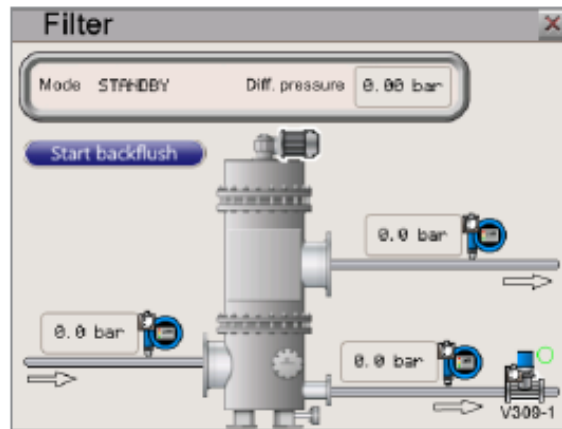 Filter
Mode STANDBY Diff. pressure 0.00 bar
Start backflush
0.0 bar
0.0 bar
0.0 bar
V309-1